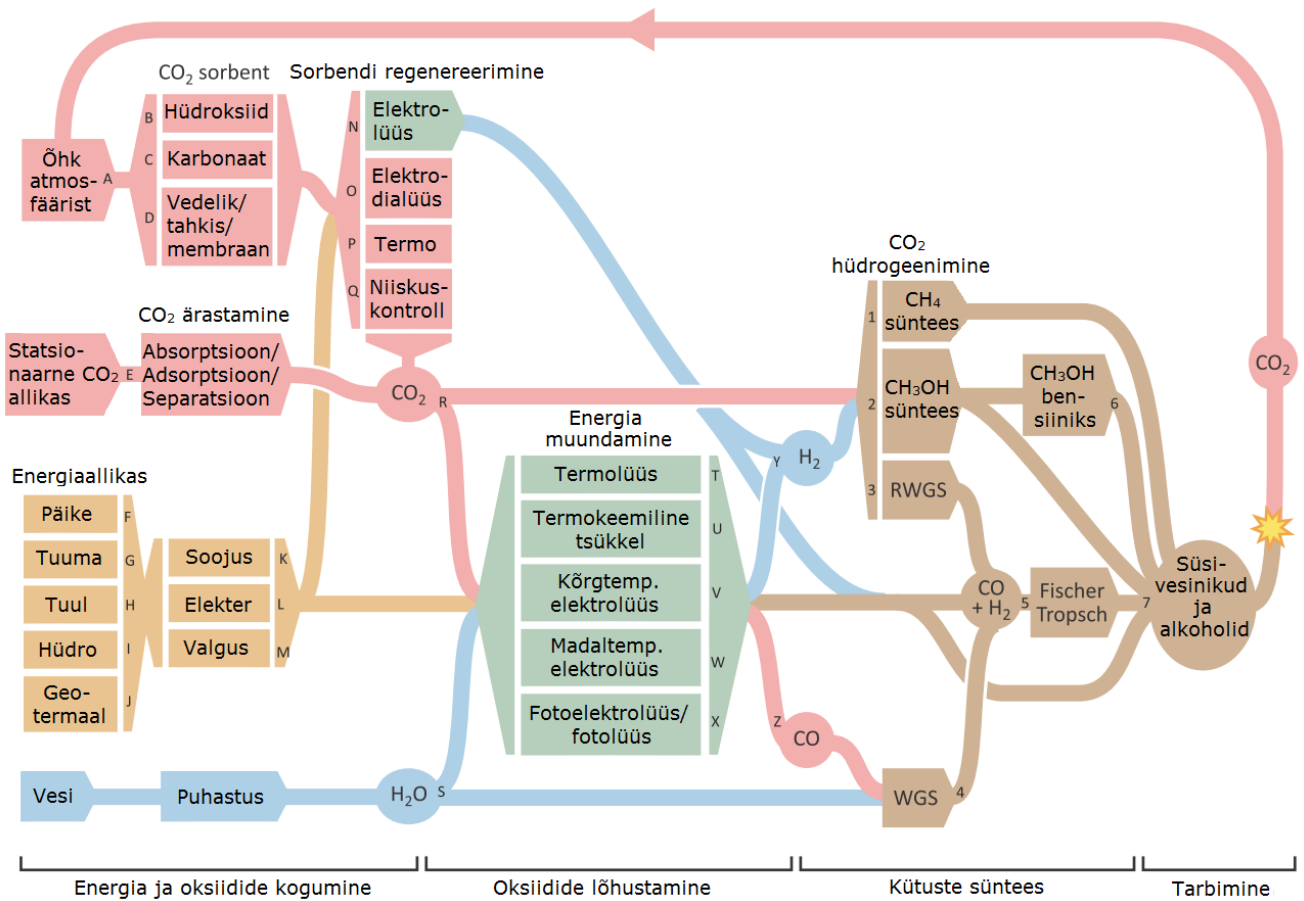 CO₂ sorbent
Sorbendi regenereerimine
Õhk
atmos-
fäärist
A
B
Hüdroksiid
C
Karbonaat
D
Vedelik/
tahkis/
membraan
N
Elektro-
lüüs
O
Elektro-
dialüüs
P
Termo
Q
Niiskus-
kontroll
CO₂ ärastamine
Statsio-
naarne CO₂
allikas
E
Absorptsioon/
Adsorptsioon/
Separatsioon
CO₂
R
Energiaallikas
Päike
F
Tuuma
G
Tuul
H
Hüdro
I
Geo-
termaal
J
Soojus
K
Elekter
L
Valgus
M
Vesi
Puhastus
H₂O
S
Energia
muundamine
Termolüüs
T
Termokeemiline
tsükkel
U
Kõrgtemp.
elektrolüüs
V
Madaltemp.
elektrolüüs
W
Fotoelektrolüüs/
fotolüüs
X
Y
H₂
Z
CO
CO₂
hüdrogeenimine
1
CH₄
süntees
2
CH₃OH
süntees
3
RWGS
CH₃OH
ben-
siiniks
6
CO
+ H₂
5
Fischer
Tropsch
7
WGS
4
Süsi-
vesinikud
ja
alkoholid
CO₂
Energia ja oksiidide kogumine
Oksiidide lõhustamine
Kütuste süntees
Tarbimine